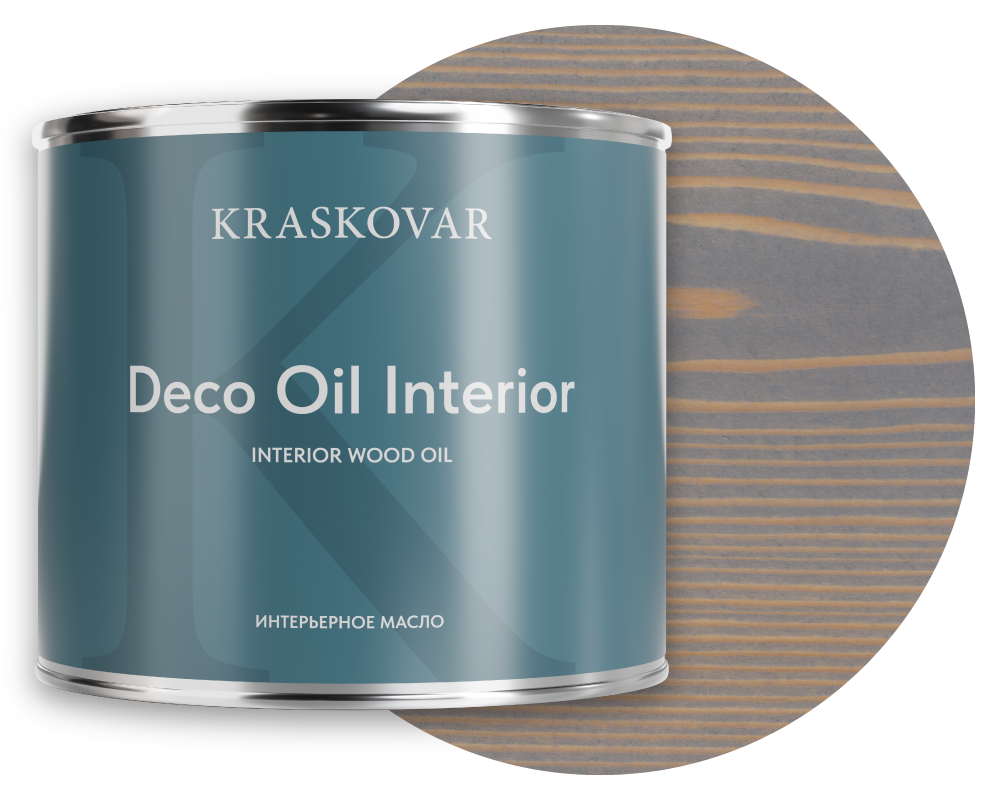 KRASKOVAR
Deco Oil Interior
INTERIOR WOOD OIL
ИНТЕРЬЕРНОЕ МАСЛО